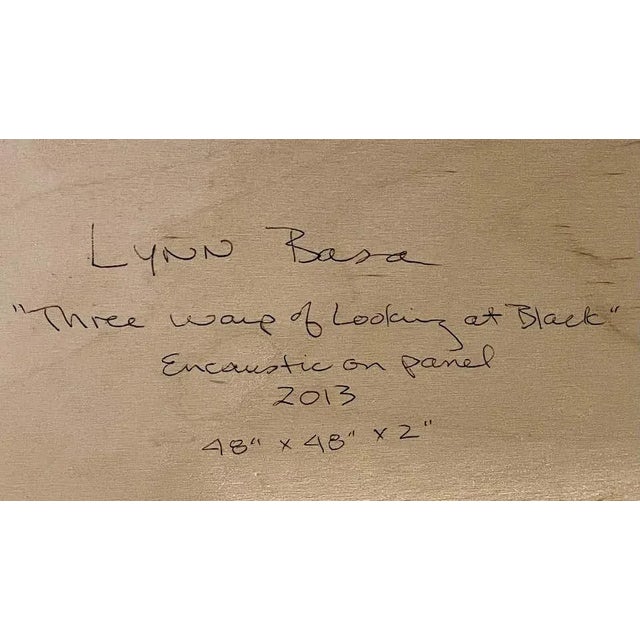 Lynn Basa
"Three Ways of Looking at Black"
Encaustic on panel
2013
48" x 48" x 2"